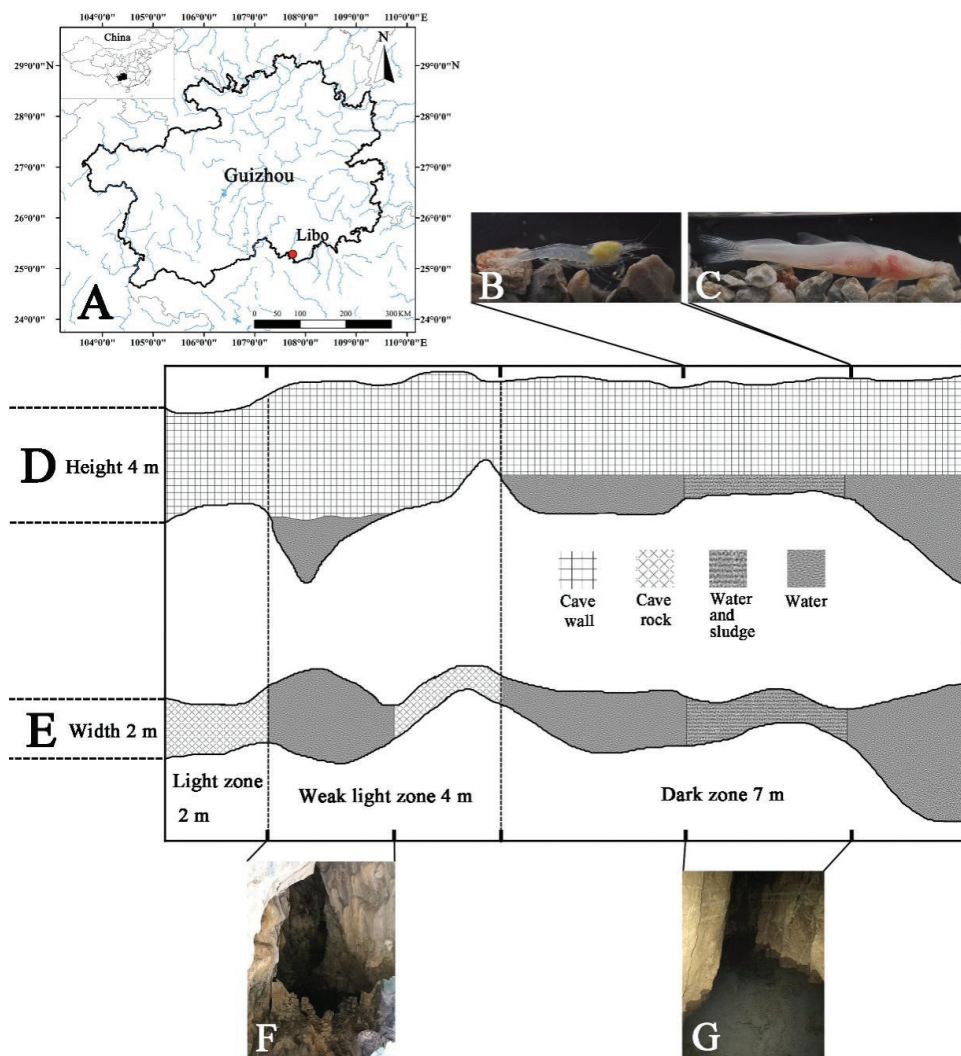 104°0'0" 105°0'0" 106°0'0" 107°0'0" 108°0'0" 109°0'0" 110°0'0" E
China
N
29°0'0"
28°0'0"
27°0'0"
26°0'0"
25°0'0"
24°0'0"
29°0'0"N
28°0'0"
27°0'0"
26°0'0"
25°0'0"
24°0'0"
Guizhou
Libo
A
0 50 100 200 300KM
104°0'0" 105°0'0" 106°0'0" 107°0'0" 108°0'0" 109°0'0" 110°0'0" E
B
C
D
Height 4 m
Cave
wall
Cave
rock
Water
and
sludge
Water
E
Width 2 m
Light zone
2 m
Weak light zone 4 m
Dark zone 7 m
F
G